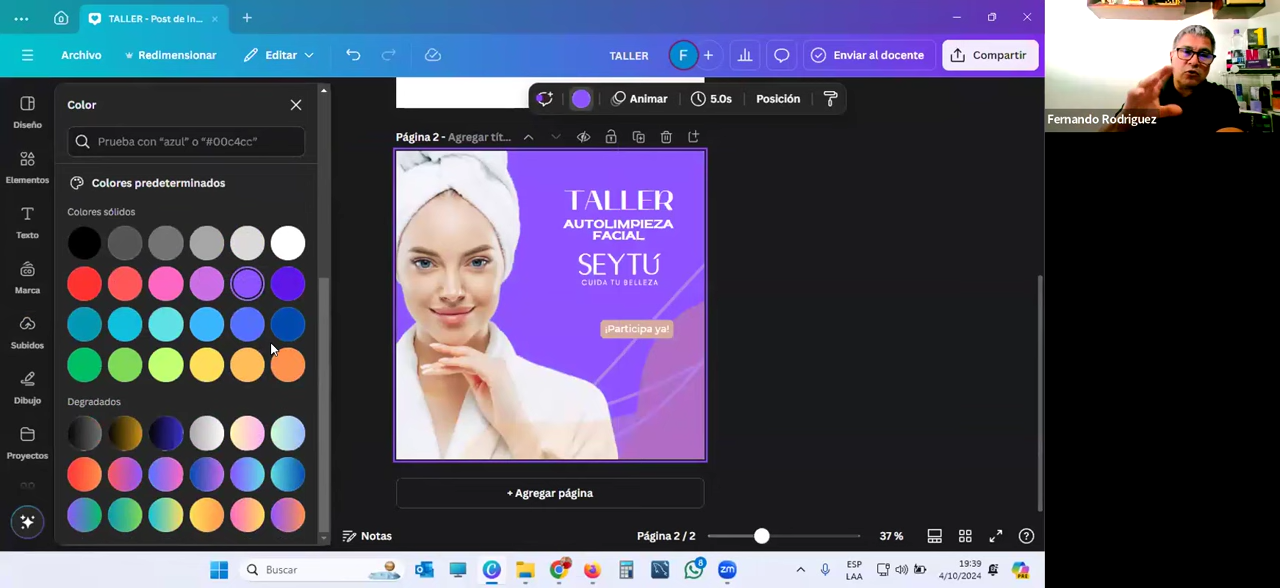 TALLER - Post de In...
Archivo
Redimensionar
Editar
TALLER
F
Enviar al docente
Compartir
Diseño
Elementos
Texto
Marca
Subidos
Dibujo
Proyectos
Color
Prueba con “azul” o “#00c4cc”
Colores predeterminados
Colores sólidos
Degradados
Animar
5.0s
Posición
Página 2 - Agregar tít...
TALLER
AUTOLIMPIEZA
FACIAL
SEYTÚ
CUIDA TU BELLEZA
¡Participa ya!
+ Agregar página
Notas
Página 2 / 2
37 %
Fernando Rodriguez
Buscar
zm
ESP
LAA
19:39
4/10/2024